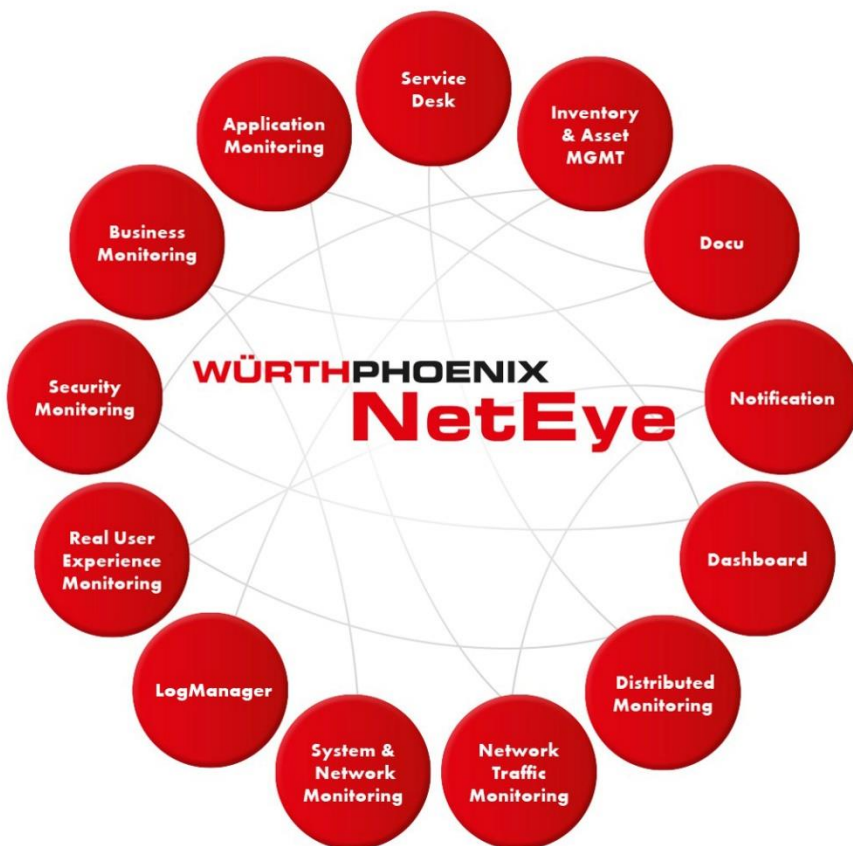 Service
Desk
Inventory
& Asset
MGMT
Docu
Notification
Dashboard
Distributed
Monitoring
Network
Traffic
Monitoring
System &
Network
Monitoring
LogManager
Real User
Experience
Monitoring
Security
Monitoring
Business
Monitoring
Application
Monitoring
WÜRTHPHOENIX
NetEye